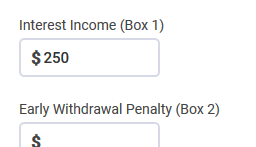 Interest Income (Box 1)
$ 250
Early Withdrawal Penalty (Box 2)
$